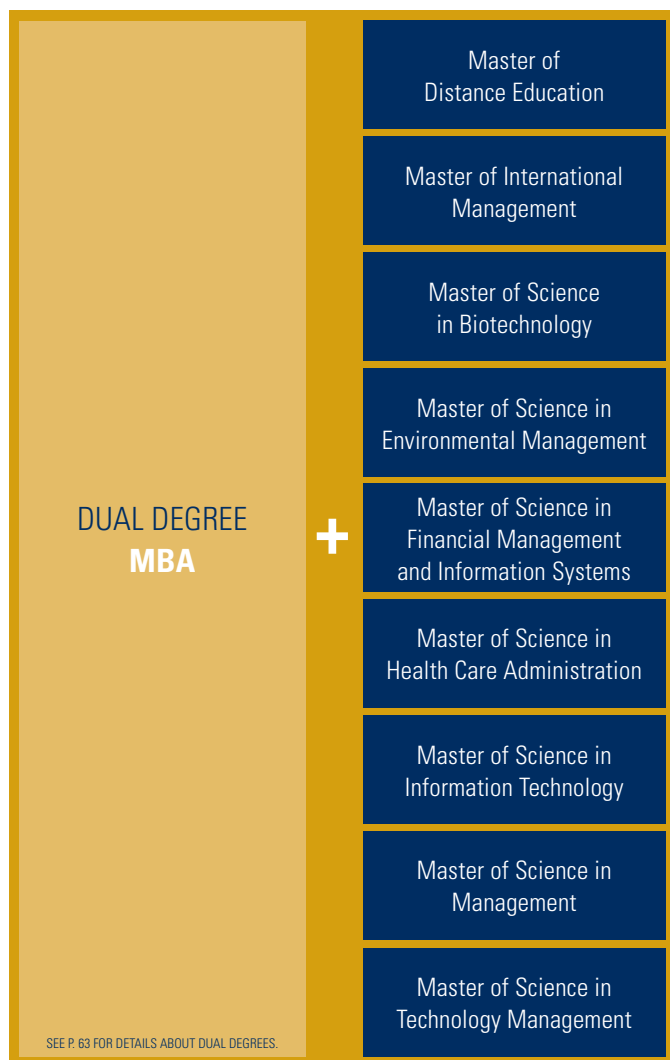 DUAL DEGREE
MBA
SEE P. 63 FOR DETAILS ABOUT DUAL DEGREES.
+
Master of
Distance Education
Master of International
Management
Master of Science
in Biotechnology
Master of Science in
Environmental Management
Master of Science in
Financial Management
and Information Systems
Master of Science in
Health Care Administration
Master of Science in
Information Technology
Master of Science in
Management
Master of Science in
Technology Management